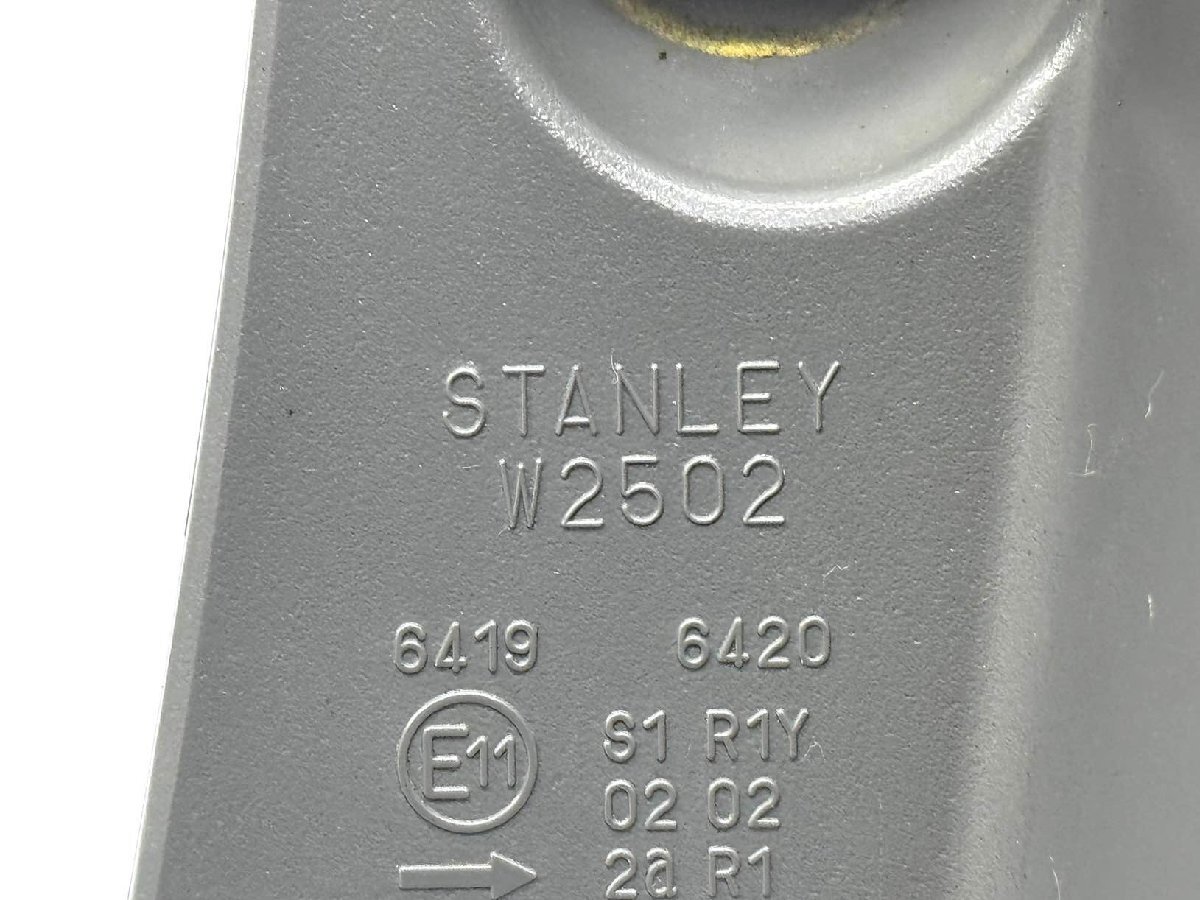 STANLEY
W2502
6419 6420
E11 S1 R1Y
02 02
2a R1